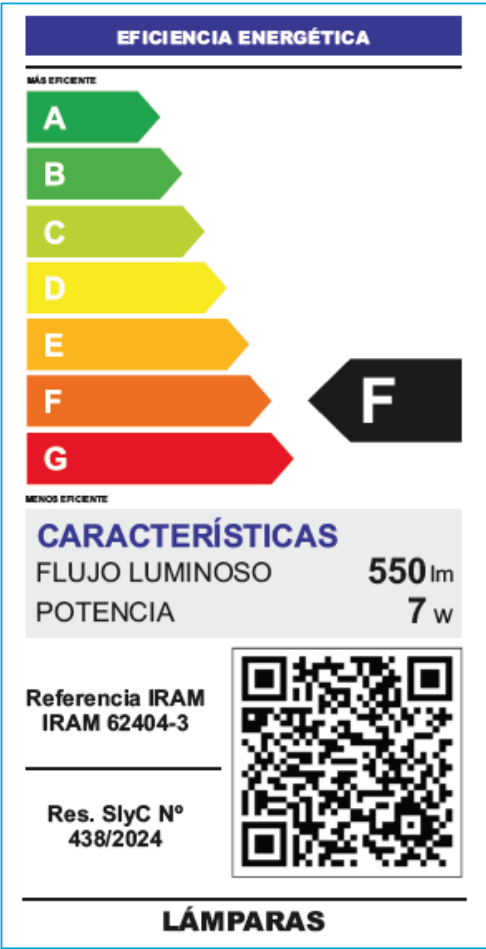 EFICIENCIA ENERGÉTICA
MÁS EFICIENTE
A
B
C
D
E
F
F
G
MENOS EFICIENTE
CARACTERÍSTICAS
FLUJO LUMINOSO 550 lm
POTENCIA 7 w
Referencia IRAM
IRAM 62404-3
Res. SIyC Nº
438/2024
LÁMPARAS